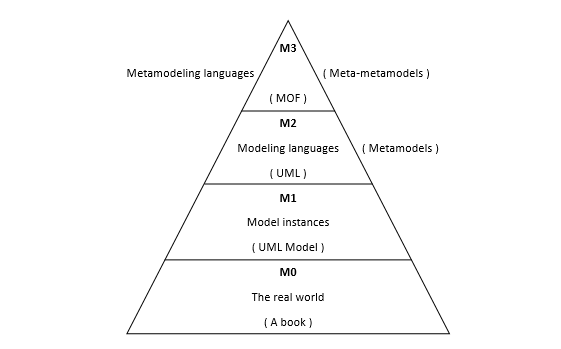 M3
Metamodeling languages ( Meta-metamodels )
( MOF )
M2
Modeling languages ( Metamodels )
( UML )
M1
Model instances
( UML Model )
M0
The real world
( A book )